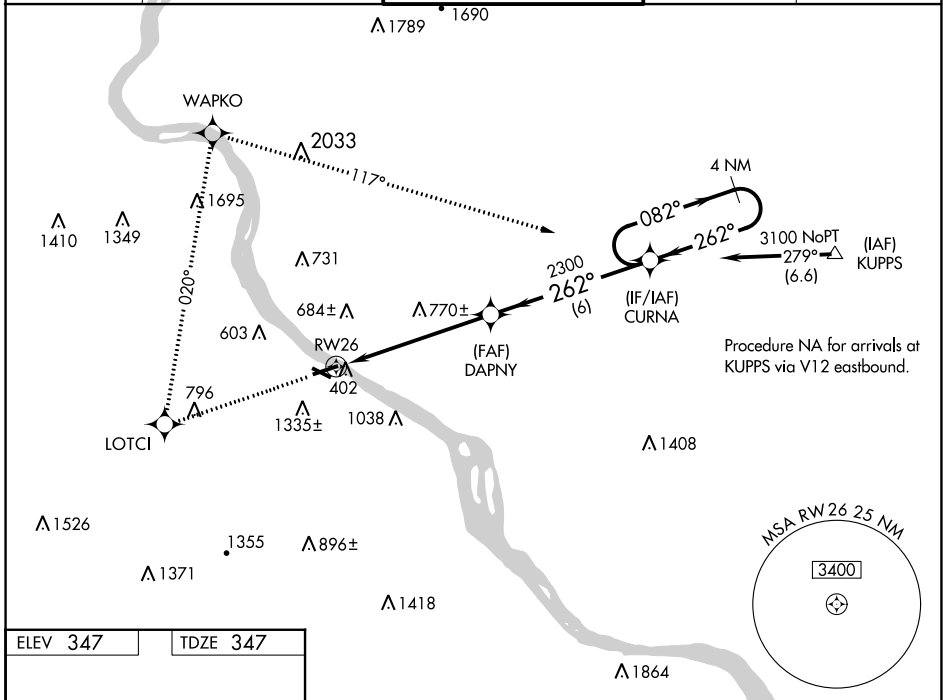 1690
1789
WAPKO
2033
117°
4 NM
1695
082°
262°
1410
1349
3100 NoPT
279°
(6.6)
(IAF)
KUPPS
731
020°
2300
262°
(6)
(IF/IAF)
CURNA
684±
770±
603
RW26
(FAF)
DAPNY
Procedure NA for arrivals at
KUPPS via V12 eastbound.
402
796
1335±
1038
LOTCI
1408
1526
1355
896±
1371
1418
MSA RW26 25 NM
3400
ELEV 347
TDZE 347
1864